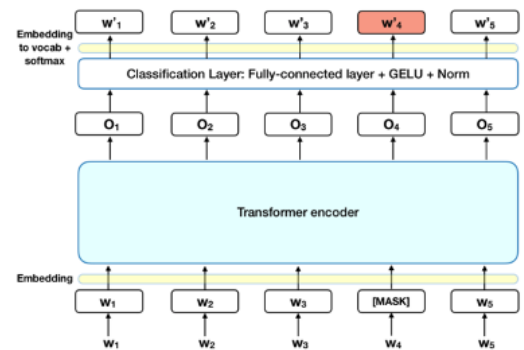 w'₁ w'₂ w'₃ w'₄ w'₅
Embedding
to vocab +
softmax
Classification Layer: Fully-connected layer + GELU + Norm
O₁ O₂ O₃ O₄ O₅
Transformer encoder
Embedding
W₁ W₂ W₃ [MASK] W₅
w₁ w₂ w₃ w₄ w₅